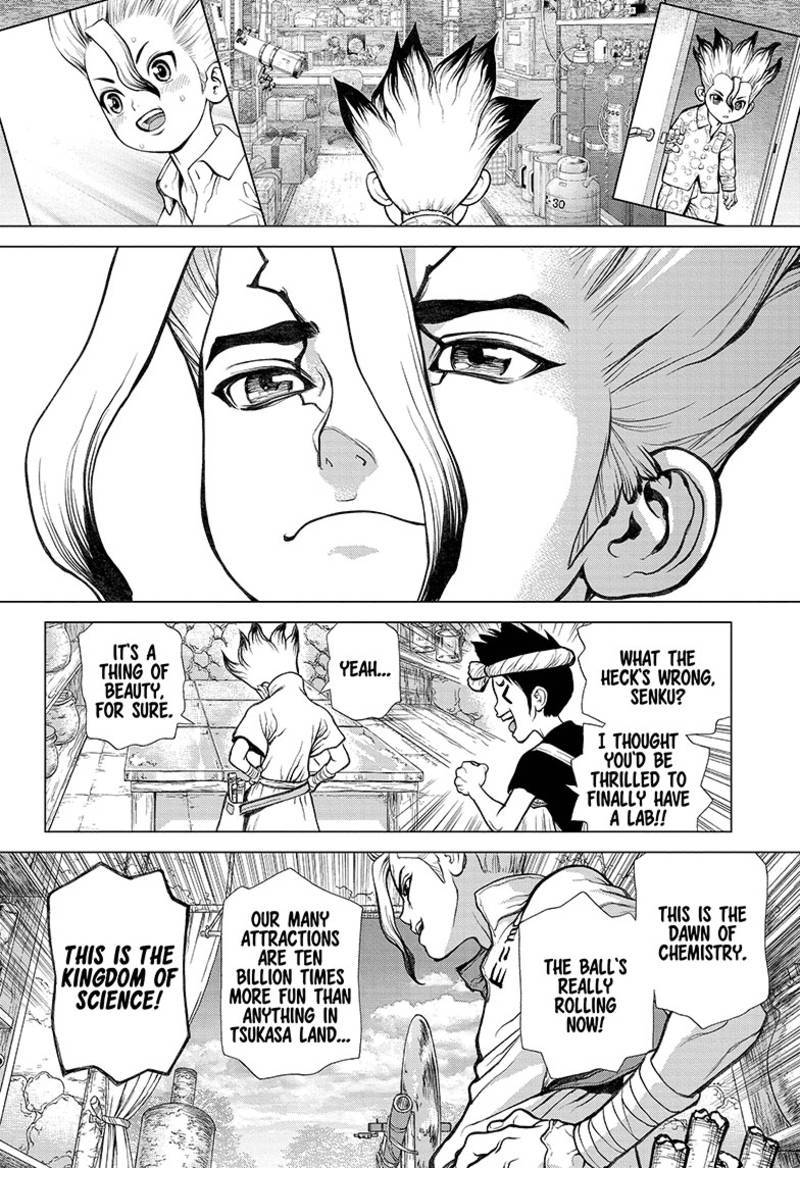 30
WHAT THE
HECK'S WRONG,
SENKU?
I THOUGHT
YOU'D BE
THRILLED TO
FINALLY HAVE
A LAB!!
YEAH...
IT'S A
THING OF
BEAUTY,
FOR SURE.
THIS IS THE
DAWN OF
CHEMISTRY.
THE BALL'S
REALLY
ROLLING
NOW!
OUR MANY
ATTRACTIONS
ARE TEN
BILLION TIMES
MORE FUN THAN
ANYTHING IN
TSUKASA LAND...
THIS IS THE
KINGDOM OF
SCIENCE!